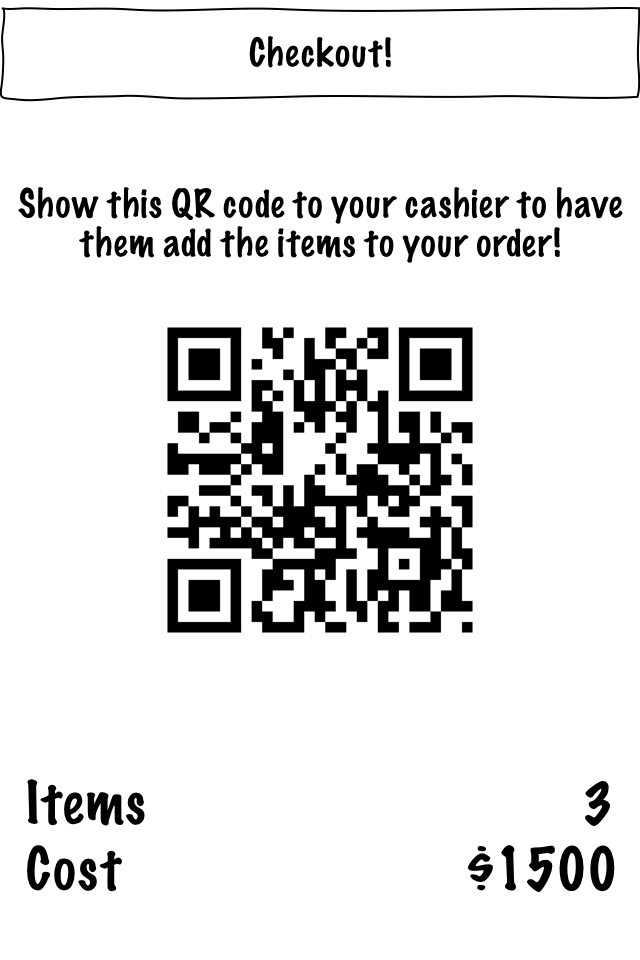 Checkout!
Show this QR code to your cashier to have
them add the items to your order!
Items 3
Cost $1500